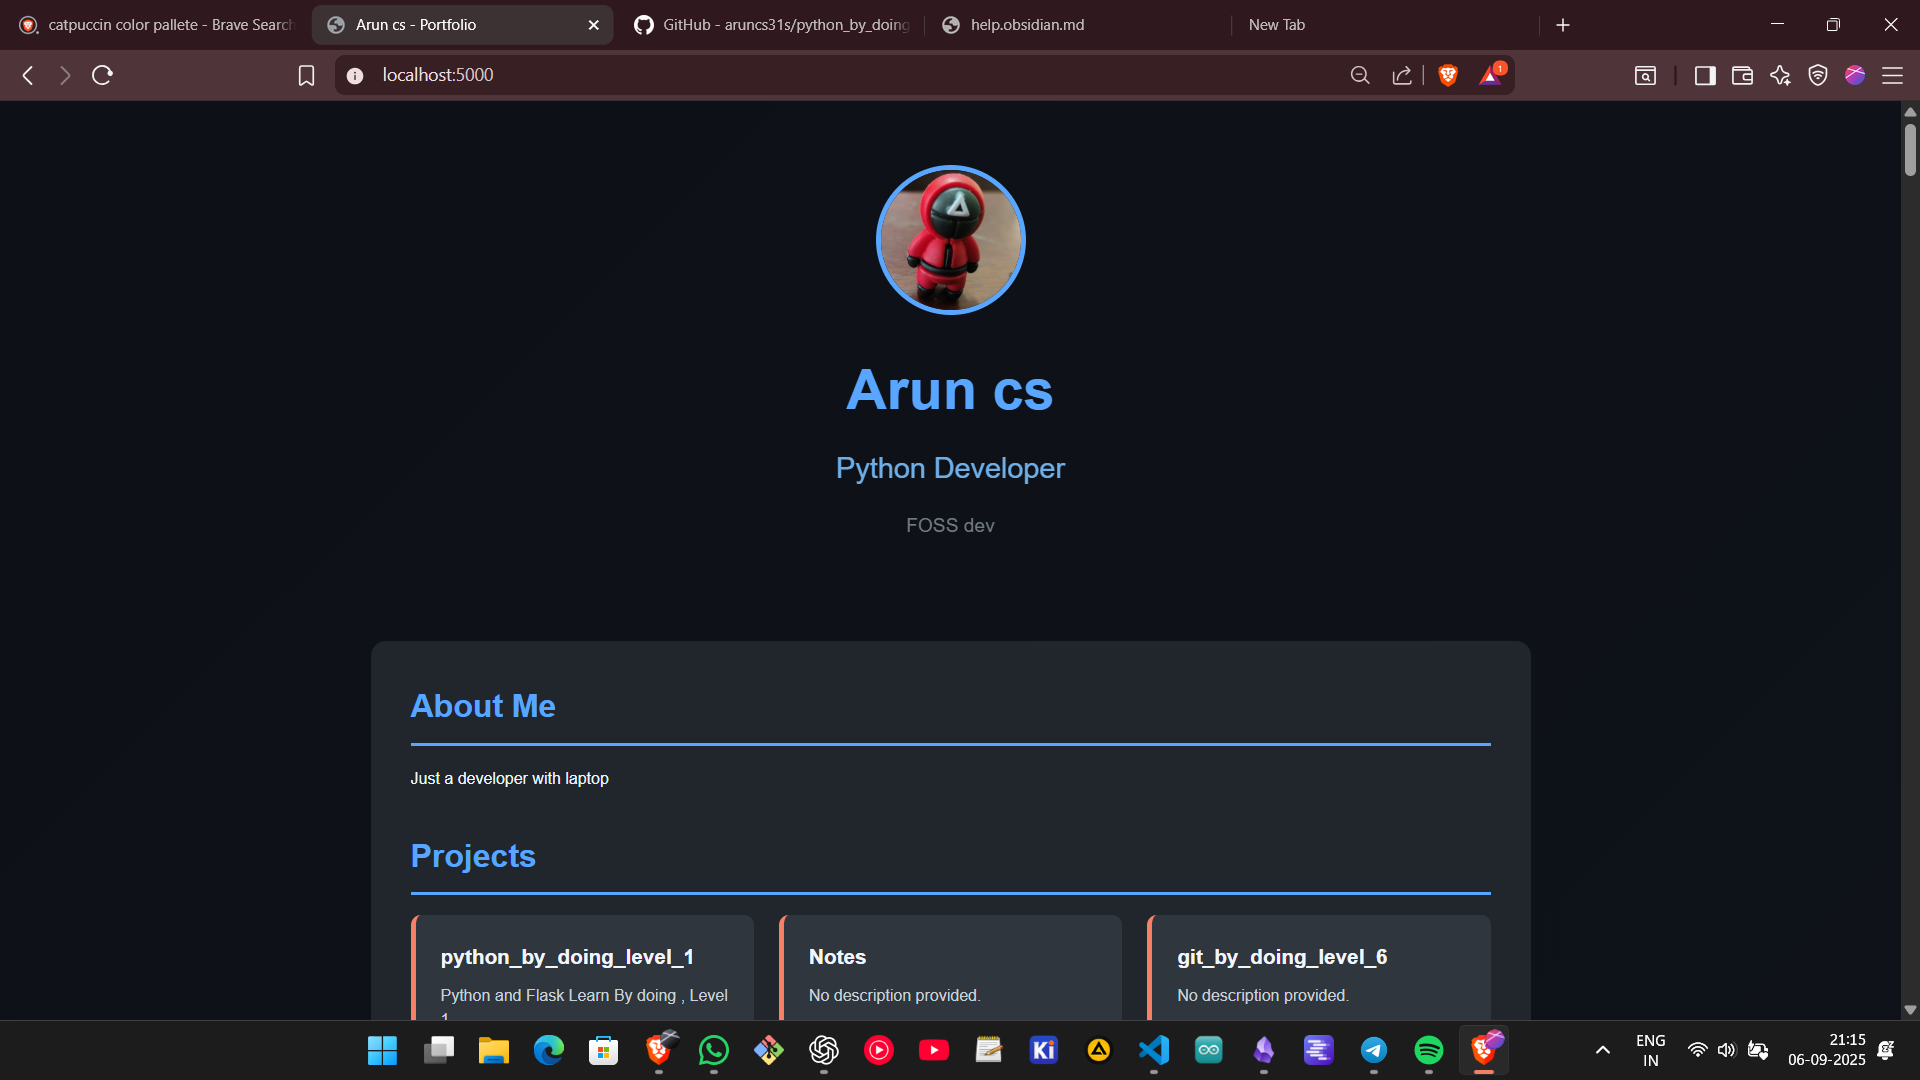 catpuccin color pallete - Brave Search
Arun cs - Portfolio
GitHub - aruncs31s/python_by_doing
help.obsidian.md
New Tab
localhost:5000
1
Arun cs
Python Developer
FOSS dev
About Me
Just a developer with laptop
Projects
python_by_doing_level_1
Python and Flask Learn By doing , Level
1
Notes
No description provided.
git_by_doing_level_6
No description provided.
Ki
ENG
IN
21:15
06-09-2025